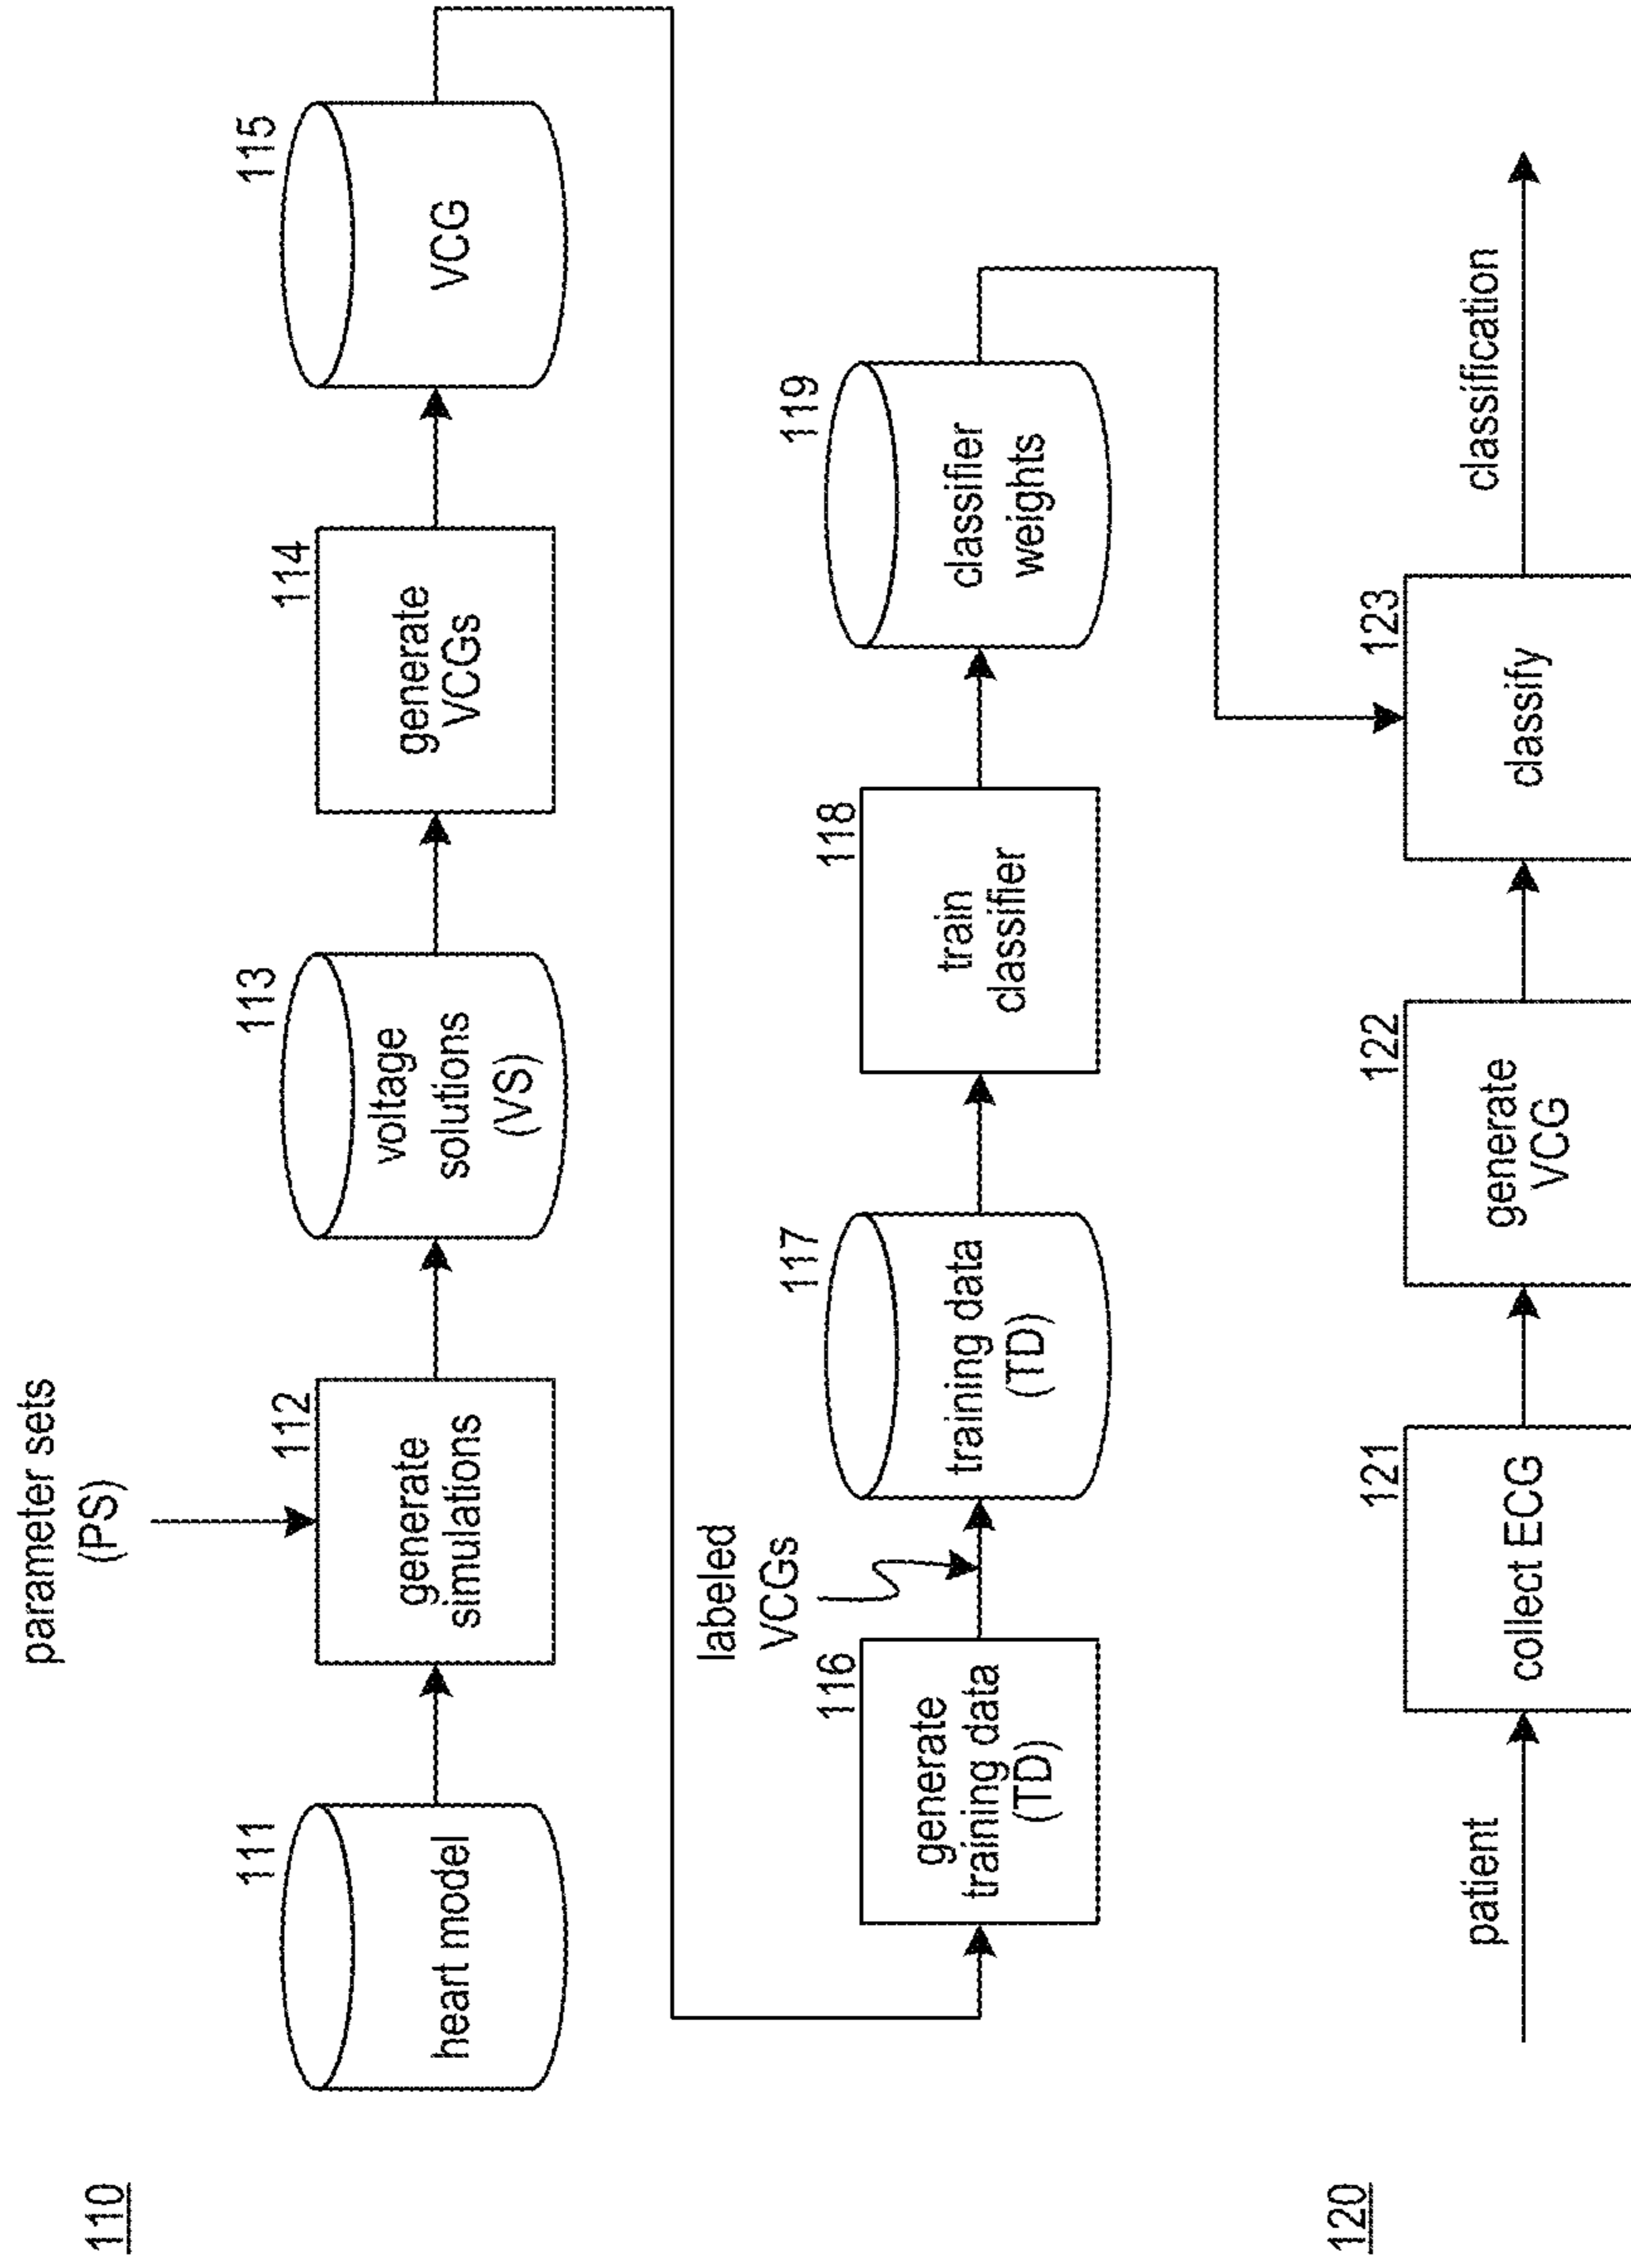 110
parameter sets
(PS)
111
heart model
112
generate
simulations
113
voltage
solutions
(VS)
114
generate
VCGs
115
VCG
116
generate
training data
(TD)
labeled
VCGs
117
training data
(TD)
118
train
classifier
119
classifier
weights
120
patient
121
collect ECG
122
generate
VCG
123
classify
classification